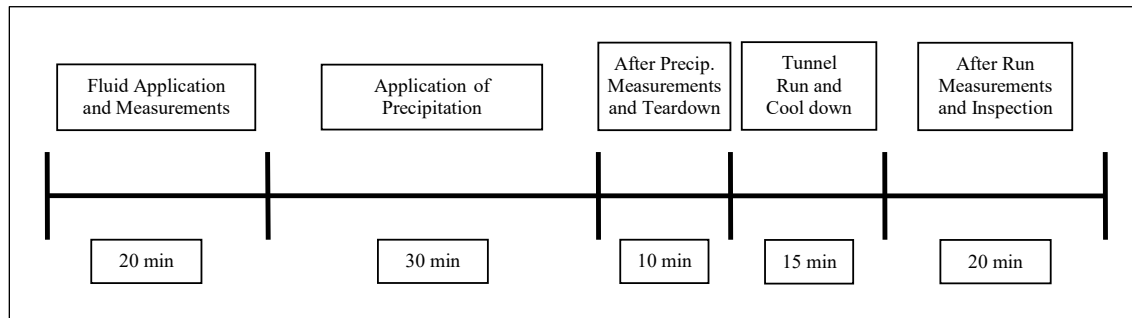 Fluid Application
and Measurements
Application of
Precipitation
After Precip.
Measurements
and Teardown
Tunnel
Run and
Cool down
After Run
Measurements
and Inspection
20 min
30 min
10 min
15 min
20 min